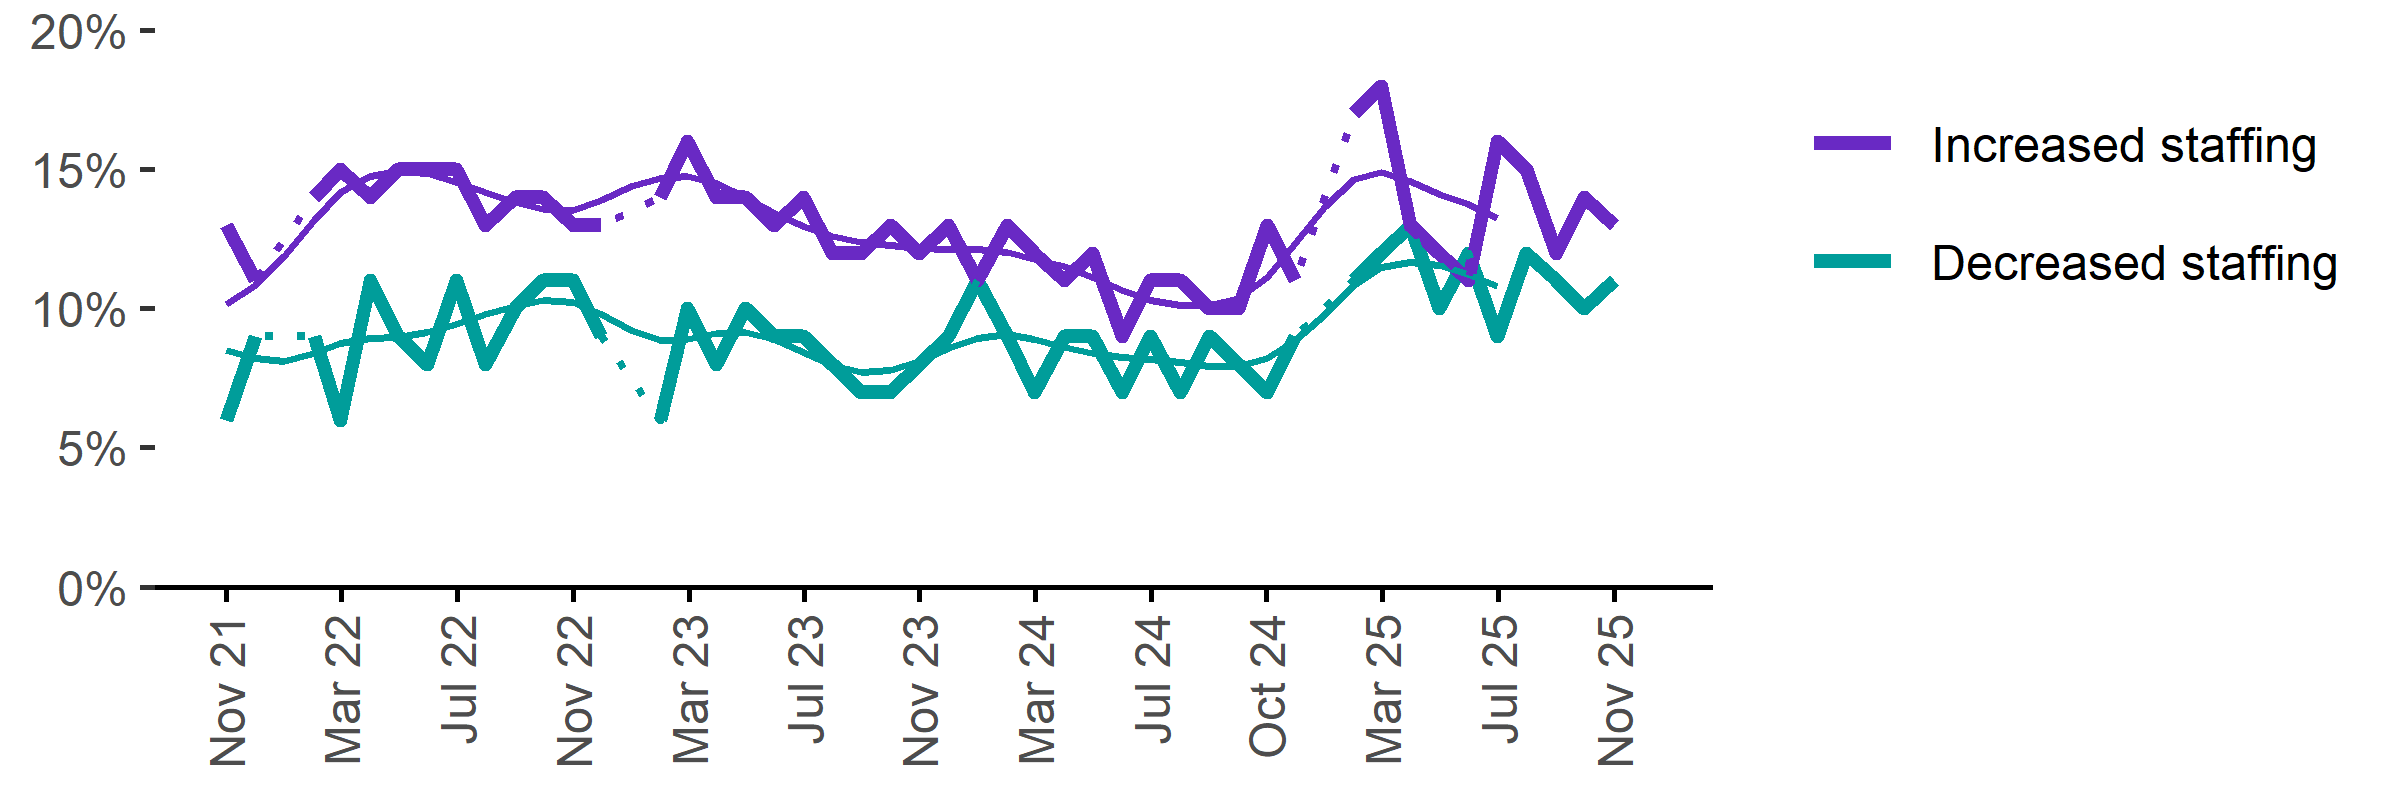 20%
15%
10%
5%
0%
Nov 21
Mar 22
Jul 22
Nov 22
Mar 23
Jul 23
Nov 23
Mar 24
Jul 24
Oct 24
Mar 25
Jul 25
Nov 25
Increased staffing
Decreased staffing